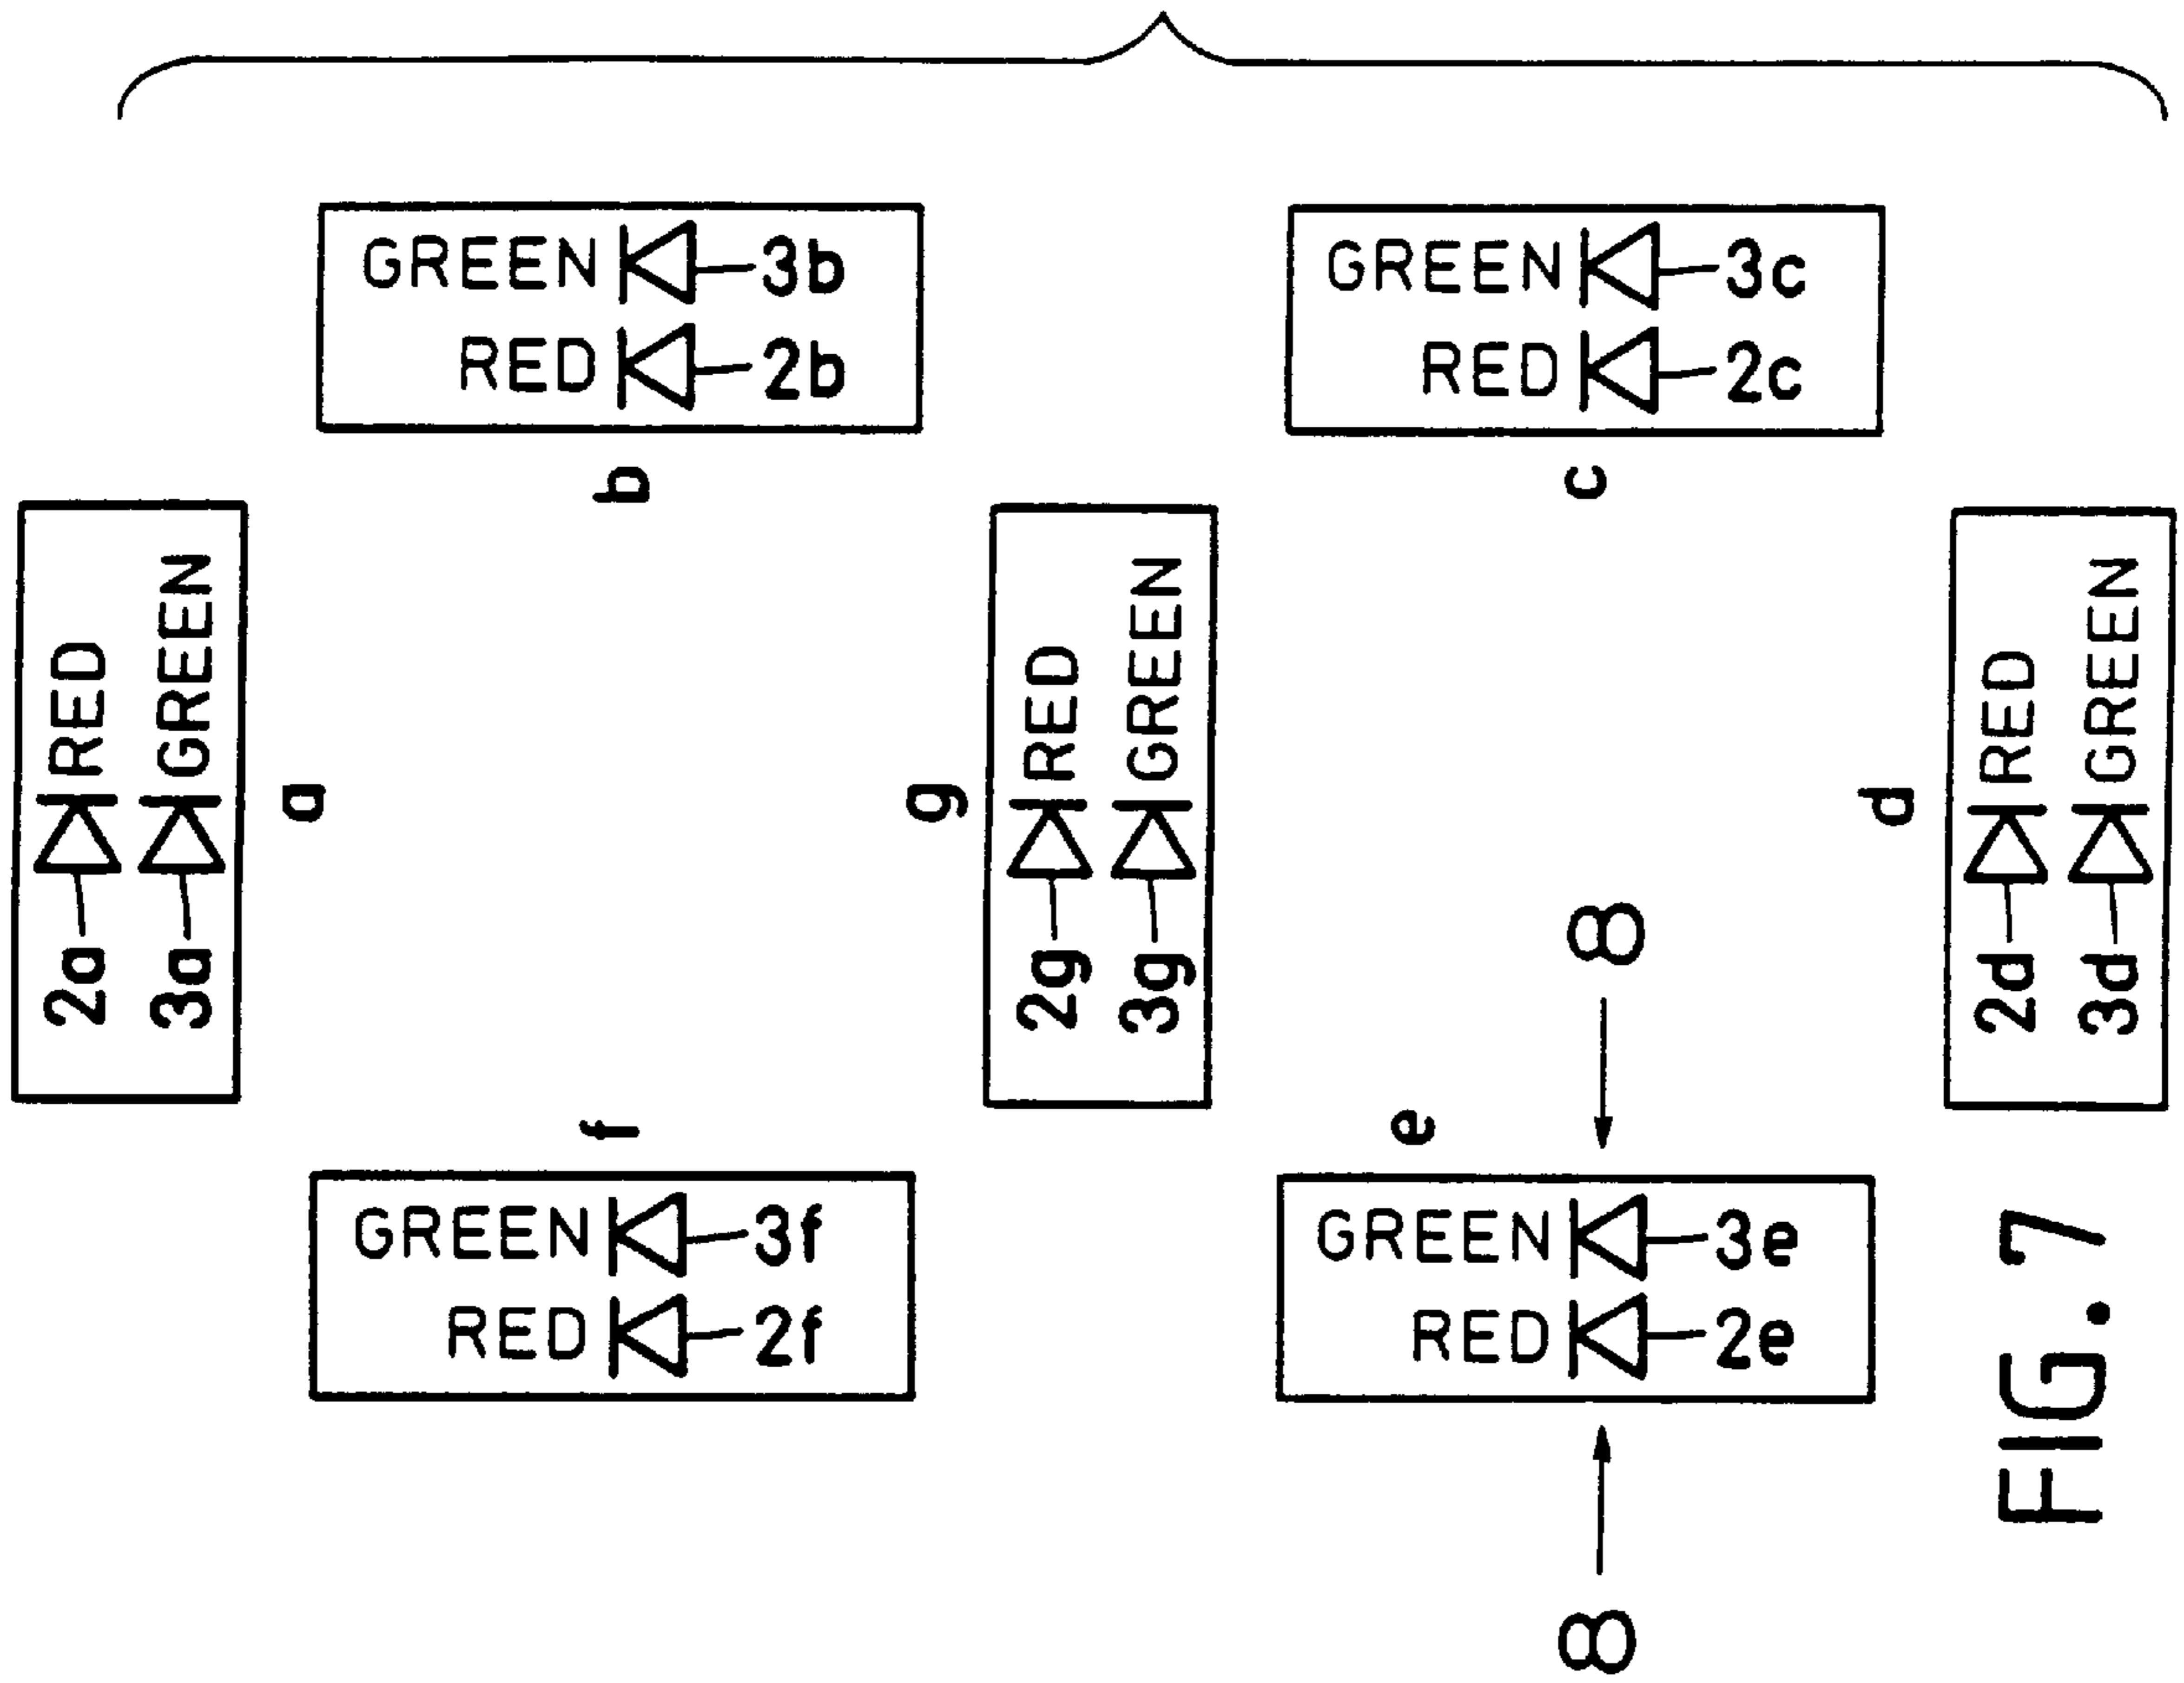 2a RED
3a GREEN
a
GREEN 3b
RED 2b
b
GREEN 3f
RED 2f
f
g
2g RED
3g GREEN
GREEN 3c
RED 2c
c
e
GREEN 3e
RED 2e
8
8
d
2d RED
3d GREEN
FIG. 7